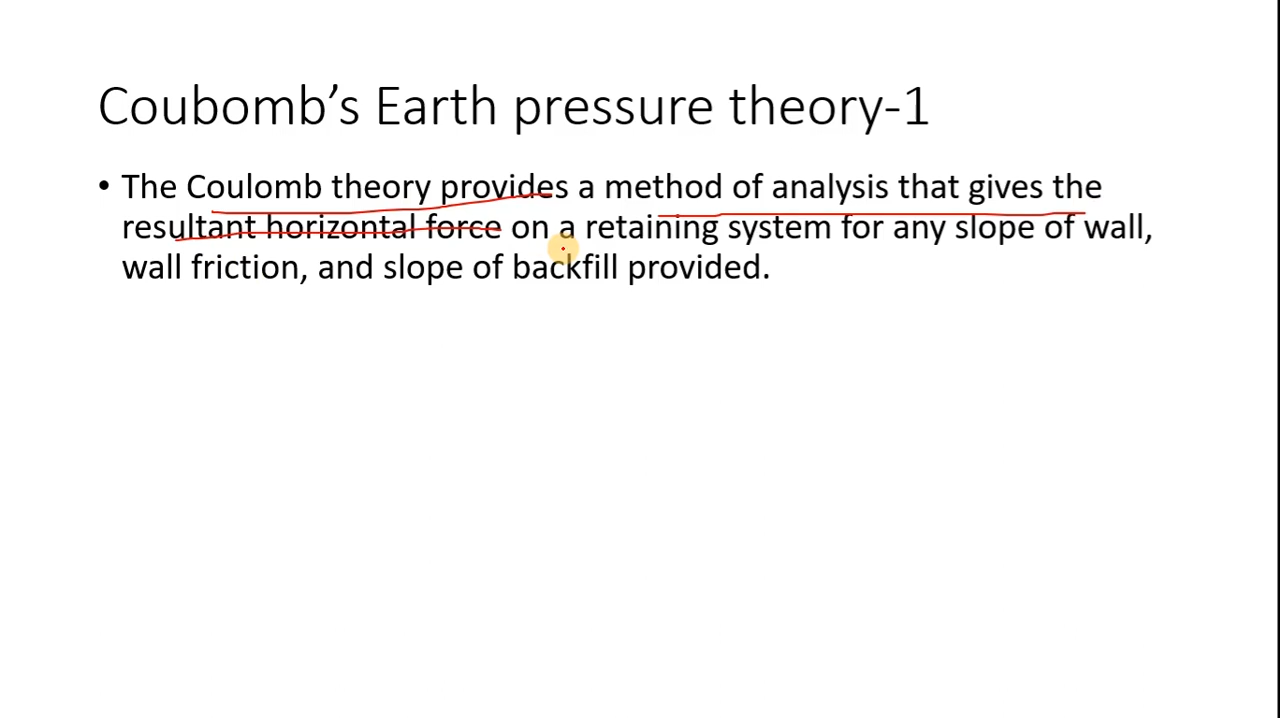 Coubomb’s Earth pressure theory-1
• The Coulomb theory provides a method of analysis that gives the
resultant horizontal force on a retaining system for any slope of wall,
wall friction, and slope of backfill provided.